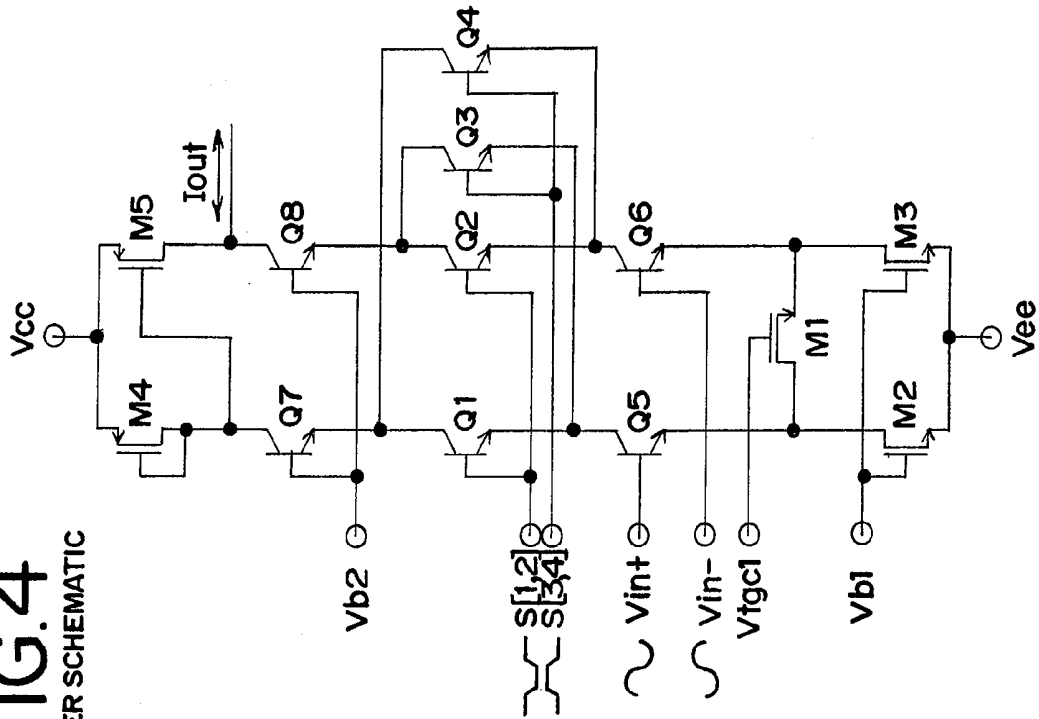 IG.4
ER SCHEMATIC
Vcc
M4
M5
Iout
Q7
Q8
Vb2
Q1
Q2
Q3
Q4
S[1,2]
S[3,4]
Vin+
Q5
Q6
Vin-
Vtgc1
M1
Vb1
M2
M3
Vee